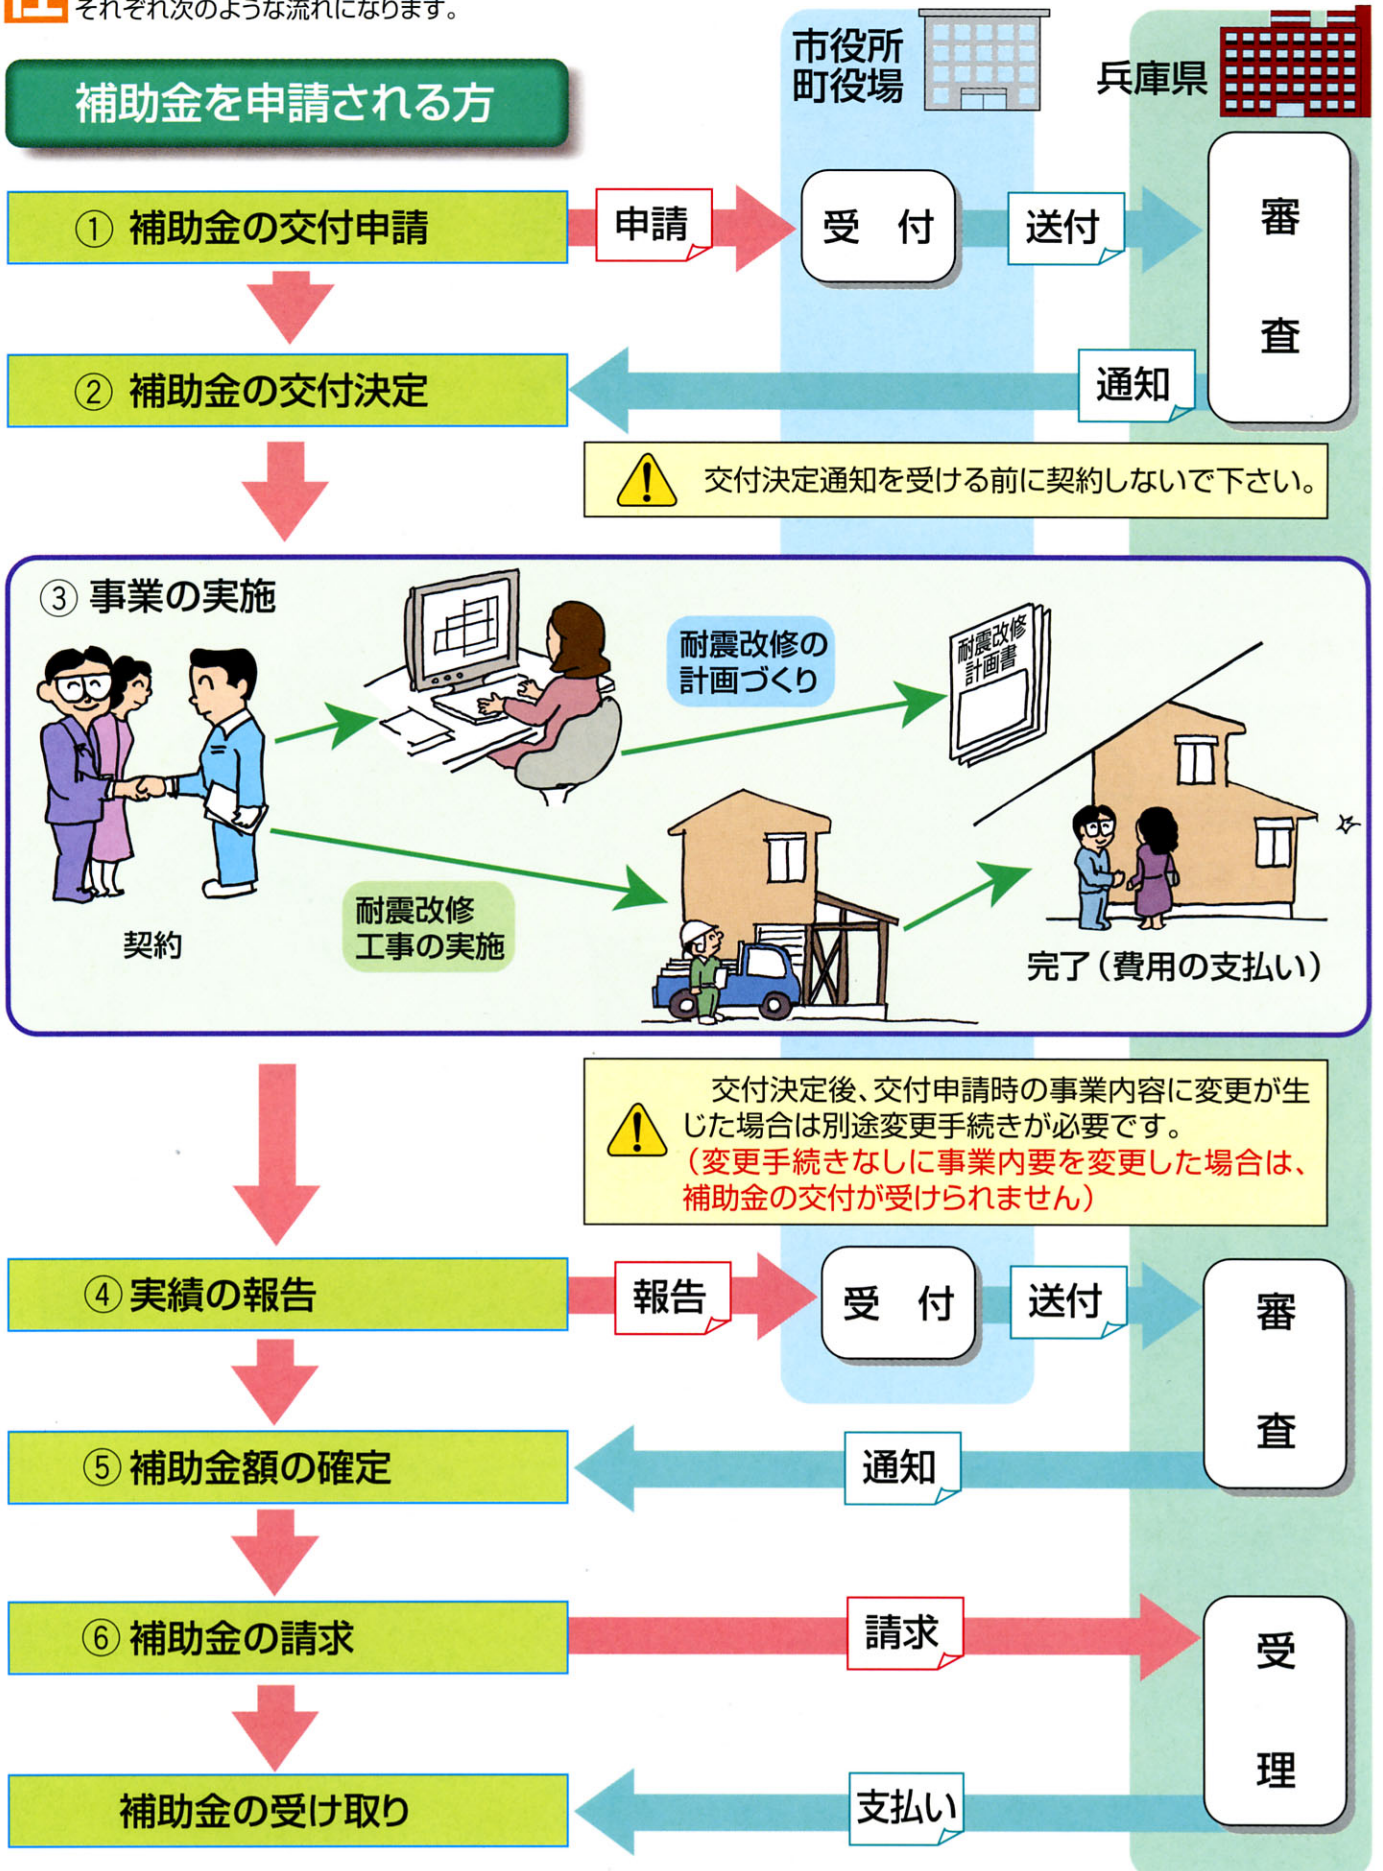 それぞれ次のような流れになります。
市役所
町役場
兵庫県
補助金を申請される方
① 補助金の交付申請
申請
受 付
送付
審
査
② 補助金の交付決定
通知
交付決定通知を受ける前に契約しないで下さい。
③ 事業の実施
耐震改修の
計画づくり
耐震改修
計画書
契約
耐震改修
工事の実施
完了(費用の支払い)
交付決定後、交付申請時の事業内容に変更が生
じた場合は別途変更手続きが必要です。
(変更手続きなしに事業内要を変更した場合は、
補助金の交付が受けられません)
④ 実績の報告
報告
受 付
送付
審
査
⑤ 補助金額の確定
通知
⑥ 補助金の請求
請求
受
理
補助金の受け取り
支払い